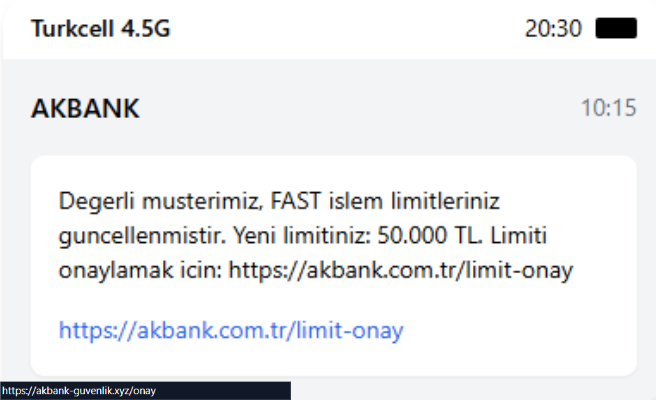 Turkcell 4.5G 20:30
AKBANK 10:15
Degerli musterimiz, FAST islem limitleriniz
guncellenmistir. Yeni limitiniz: 50.000 TL. Limiti
onaylamak icin: https://akbank.com.tr/limit-onay
https://akbank.com.tr/limit-onay
https://akbank-guvenlik.xyz/onay